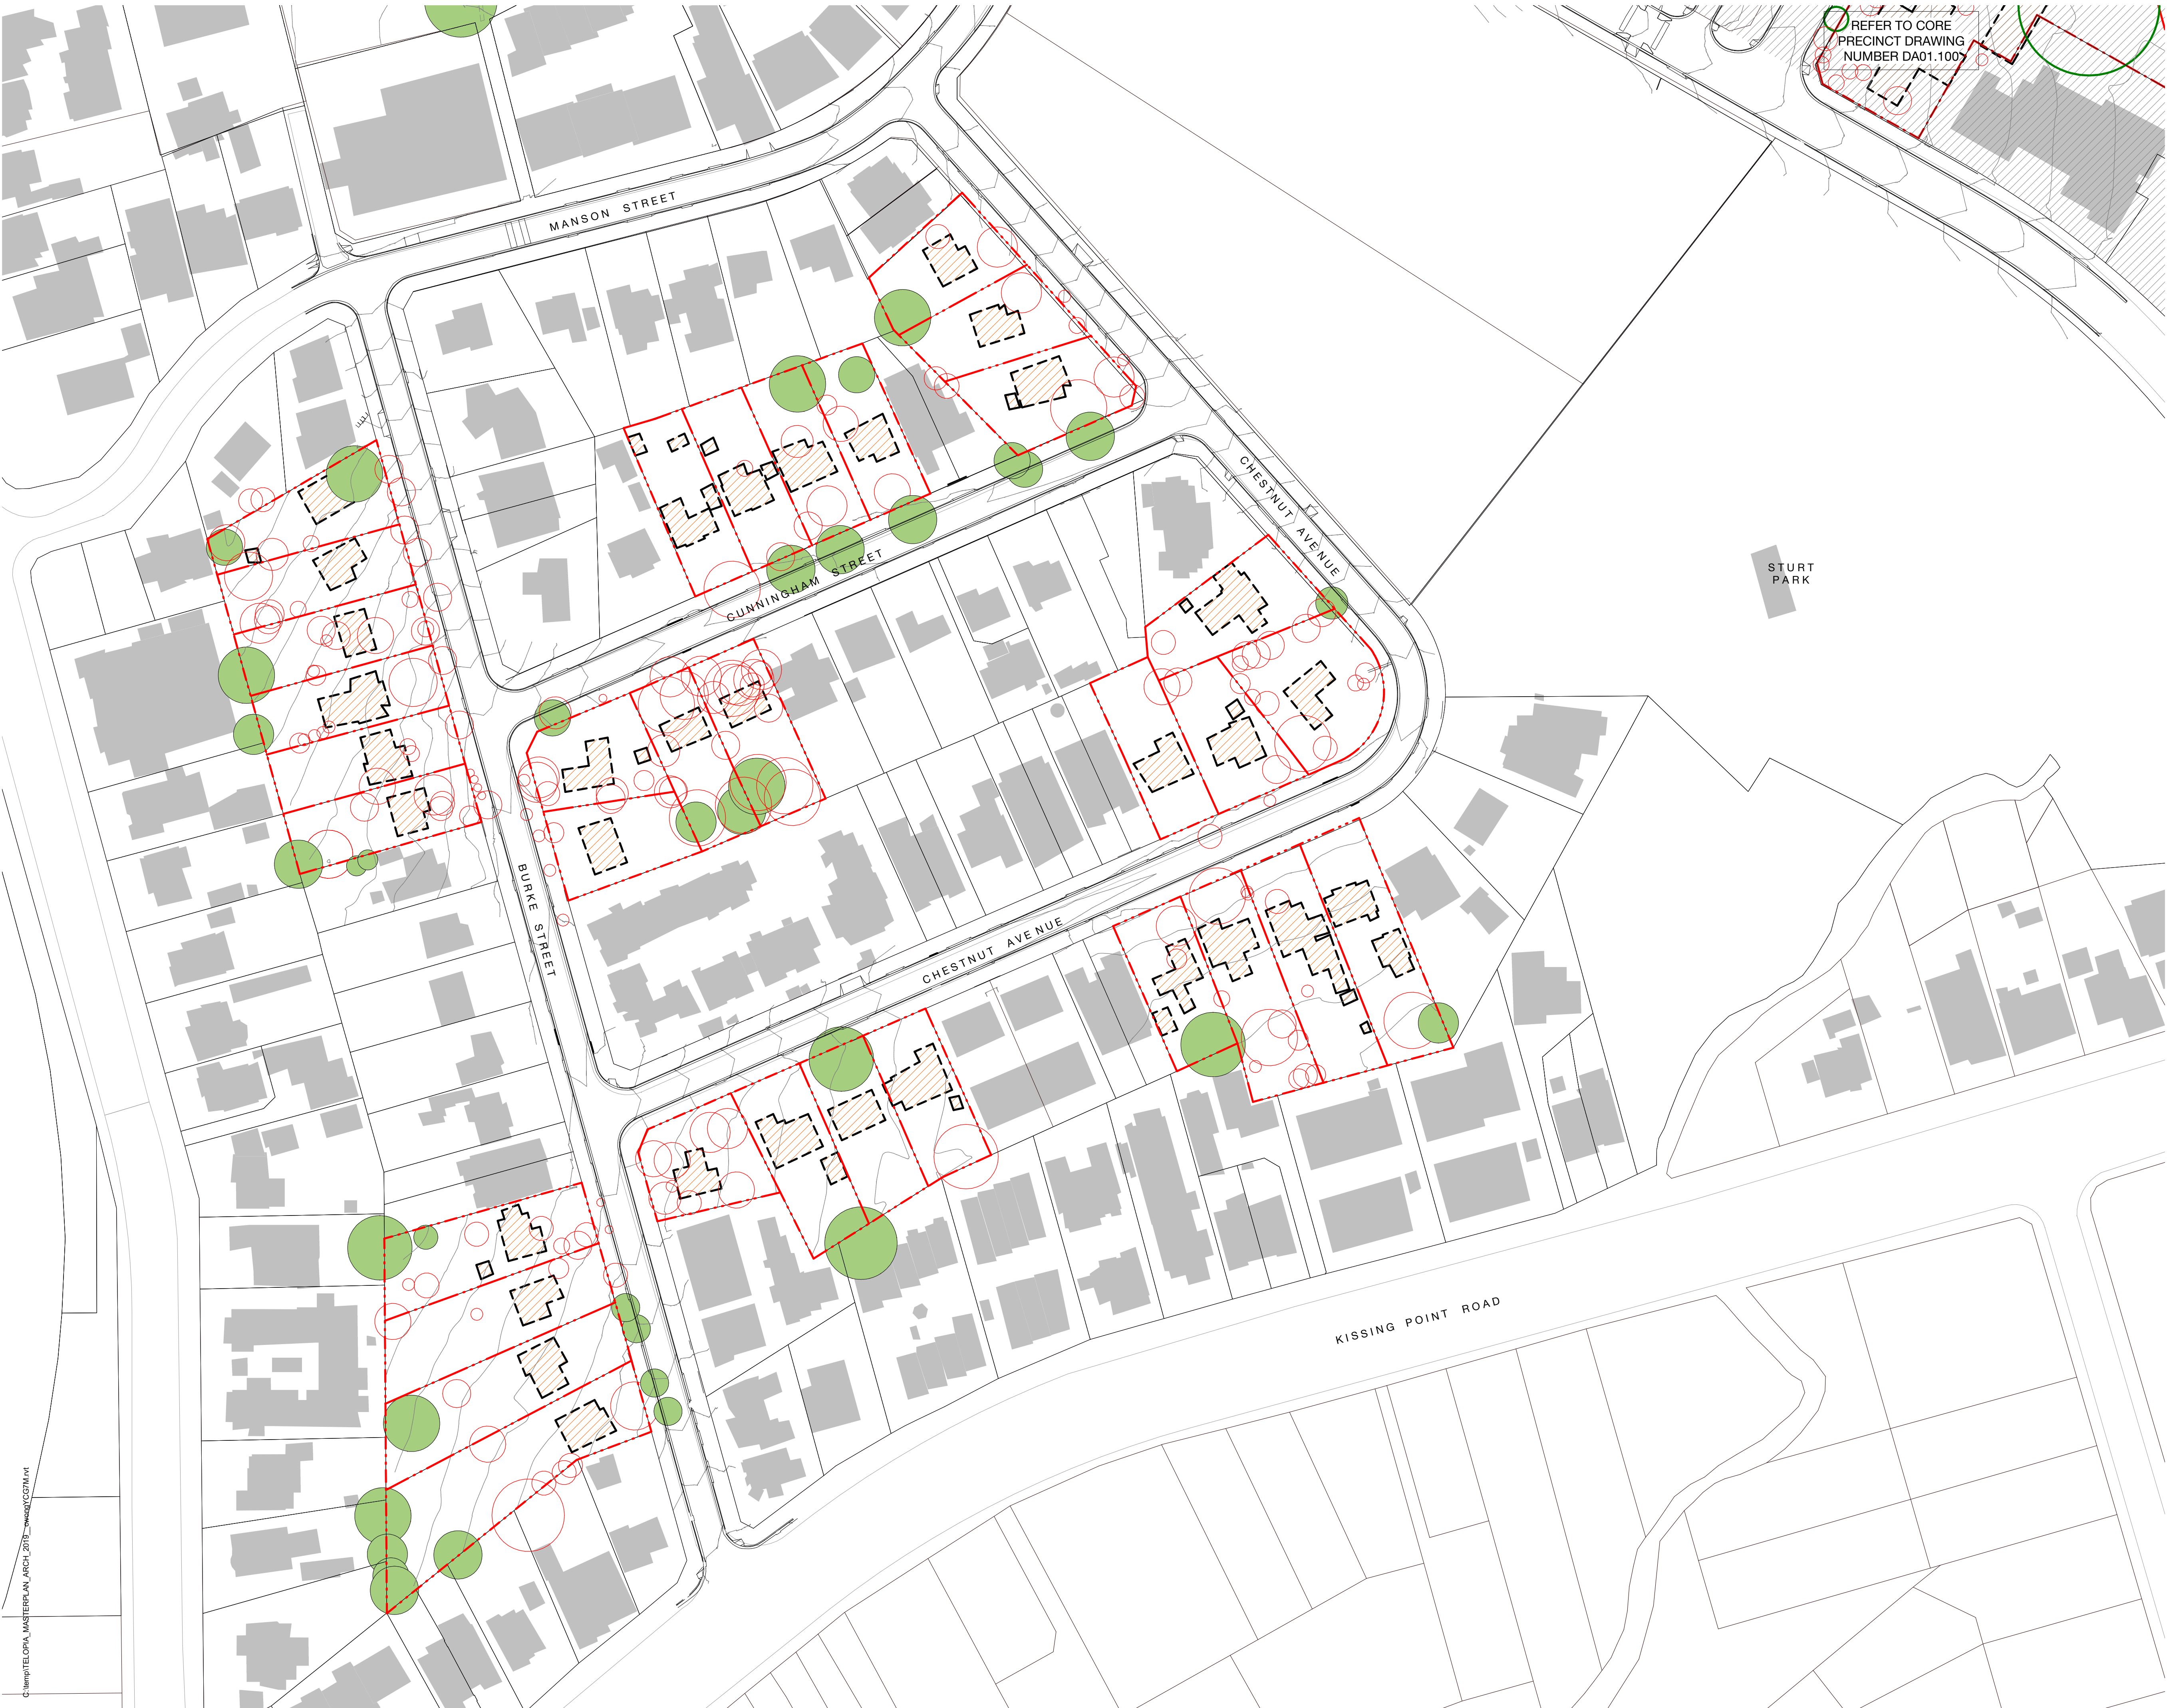 REFER TO CORE
PRECINCT DRAWING
NUMBER DA01.100
MANSON STREET
CHESTNUT AVENUE
STURT
PARK
CUNNINGHAM STREET
BURKE STREET
CHESTNUT AVENUE
KISSING POINT ROAD